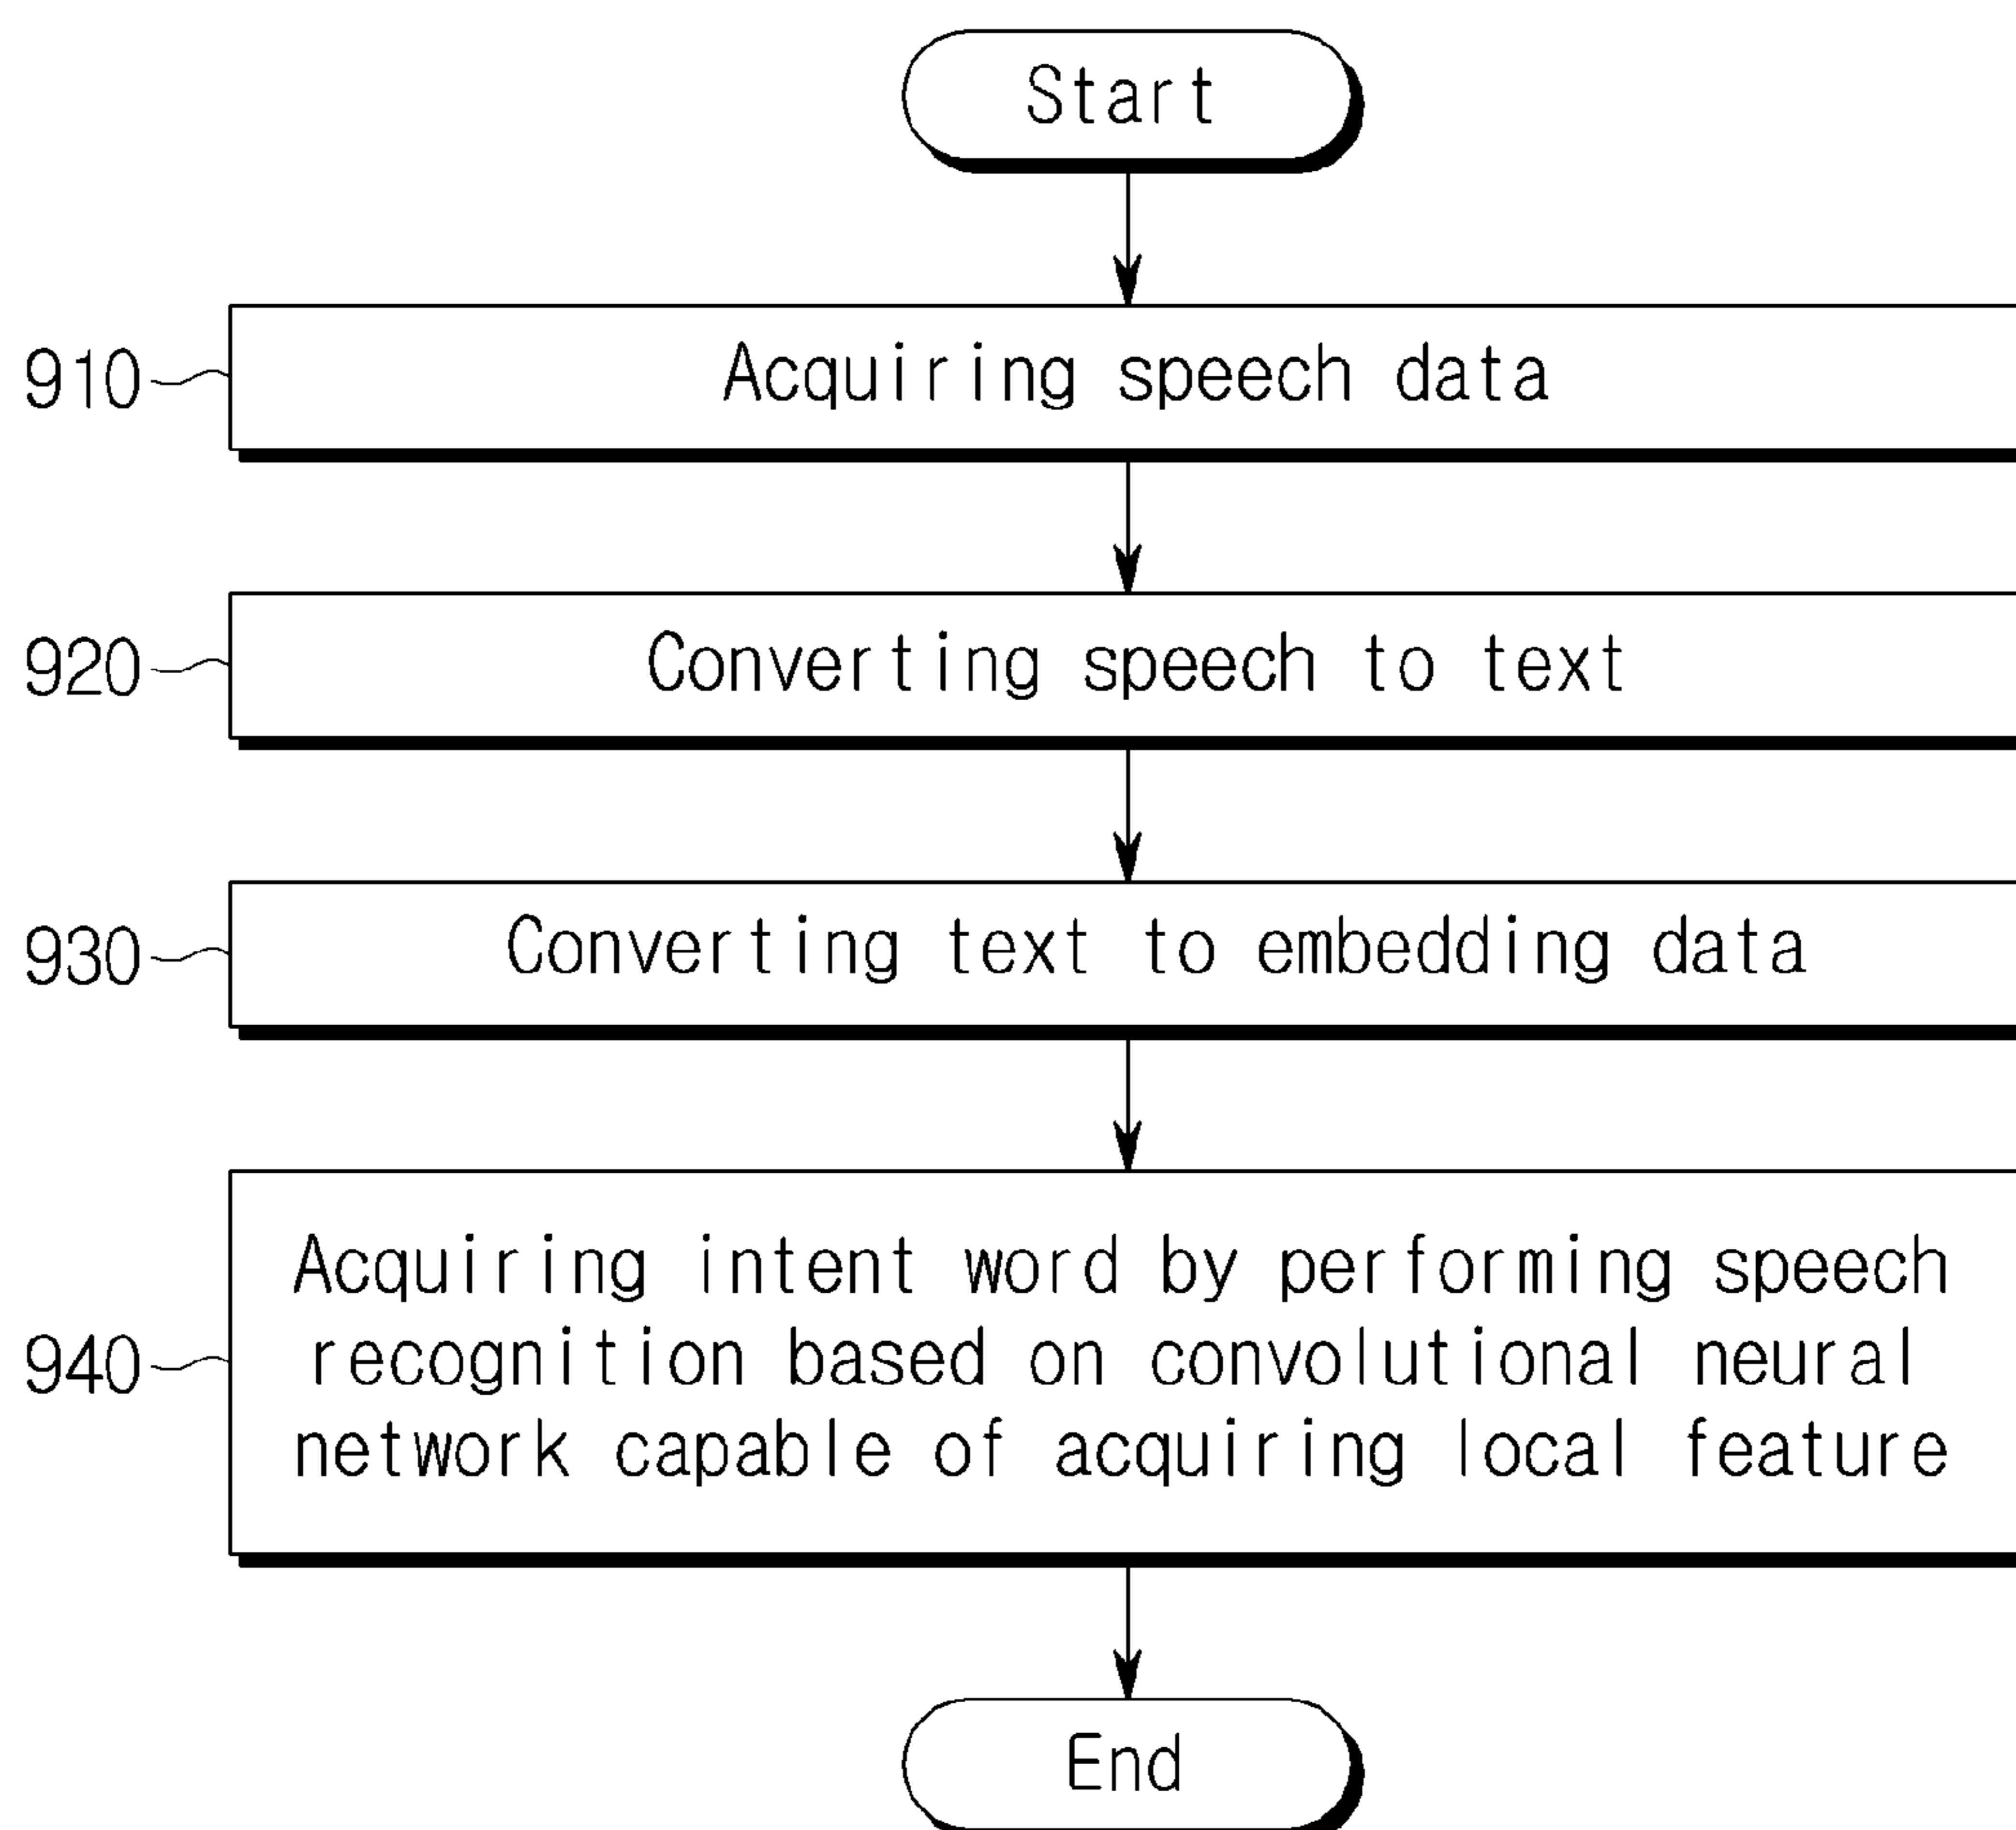 Start
910 Acquiring speech data
920 Converting speech to text
930 Converting text to embedding data
Acquiring intent word by performing speech
940 recognition based on convolutional neural
network capable of acquiring local feature
End